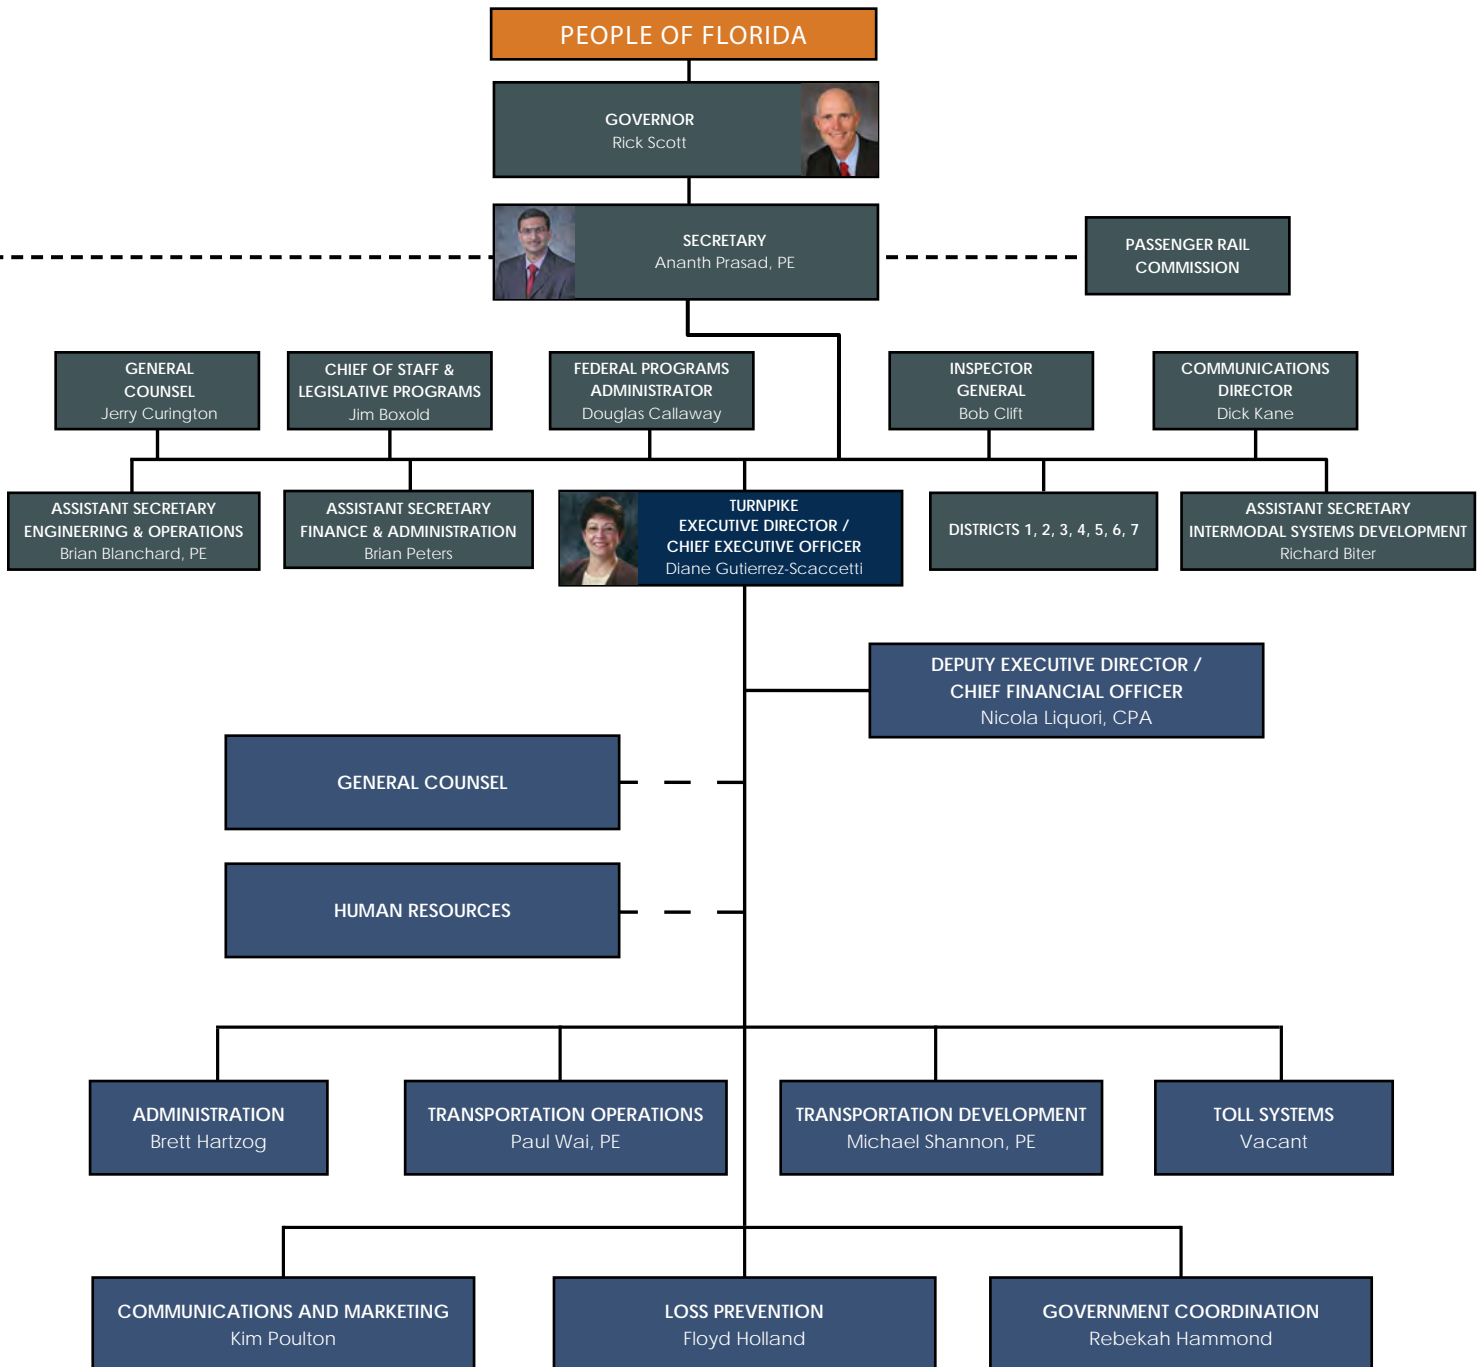 PEOPLE OF FLORIDA
GOVERNOR
Rick Scott
SECRETARY
Ananth Prasad, PE
PASSENGER RAIL
COMMISSION
GENERAL
COUNSEL
Jerry Curington
CHIEF OF STAFF &
LEGISLATIVE PROGRAMS
Jim Boxold
FEDERAL PROGRAMS
ADMINISTRATOR
Douglas Callaway
INSPECTOR
GENERAL
Bob Clift
COMMUNICATIONS
DIRECTOR
Dick Kane
ASSISTANT SECRETARY
ENGINEERING & OPERATIONS
Brian Blanchard, PE
ASSISTANT SECRETARY
FINANCE & ADMINISTRATION
Brian Peters
TURNPIKE
EXECUTIVE DIRECTOR /
CHIEF EXECUTIVE OFFICER
Diane Gutierrez-Scaccetti
DISTRICTS 1, 2, 3, 4, 5, 6, 7
ASSISTANT SECRETARY
INTERMODAL SYSTEMS DEVELOPMENT
Richard Biter
DEPUTY EXECUTIVE DIRECTOR /
CHIEF FINANCIAL OFFICER
Nicola Liquori, CPA
GENERAL COUNSEL
HUMAN RESOURCES
ADMINISTRATION
Brett Hartzog
TRANSPORTATION OPERATIONS
Paul Wai, PE
TRANSPORTATION DEVELOPMENT
Michael Shannon, PE
TOLL SYSTEMS
Vacant
COMMUNICATIONS AND MARKETING
Kim Poulton
LOSS PREVENTION
Floyd Holland
GOVERNMENT COORDINATION
Rebekah Hammond